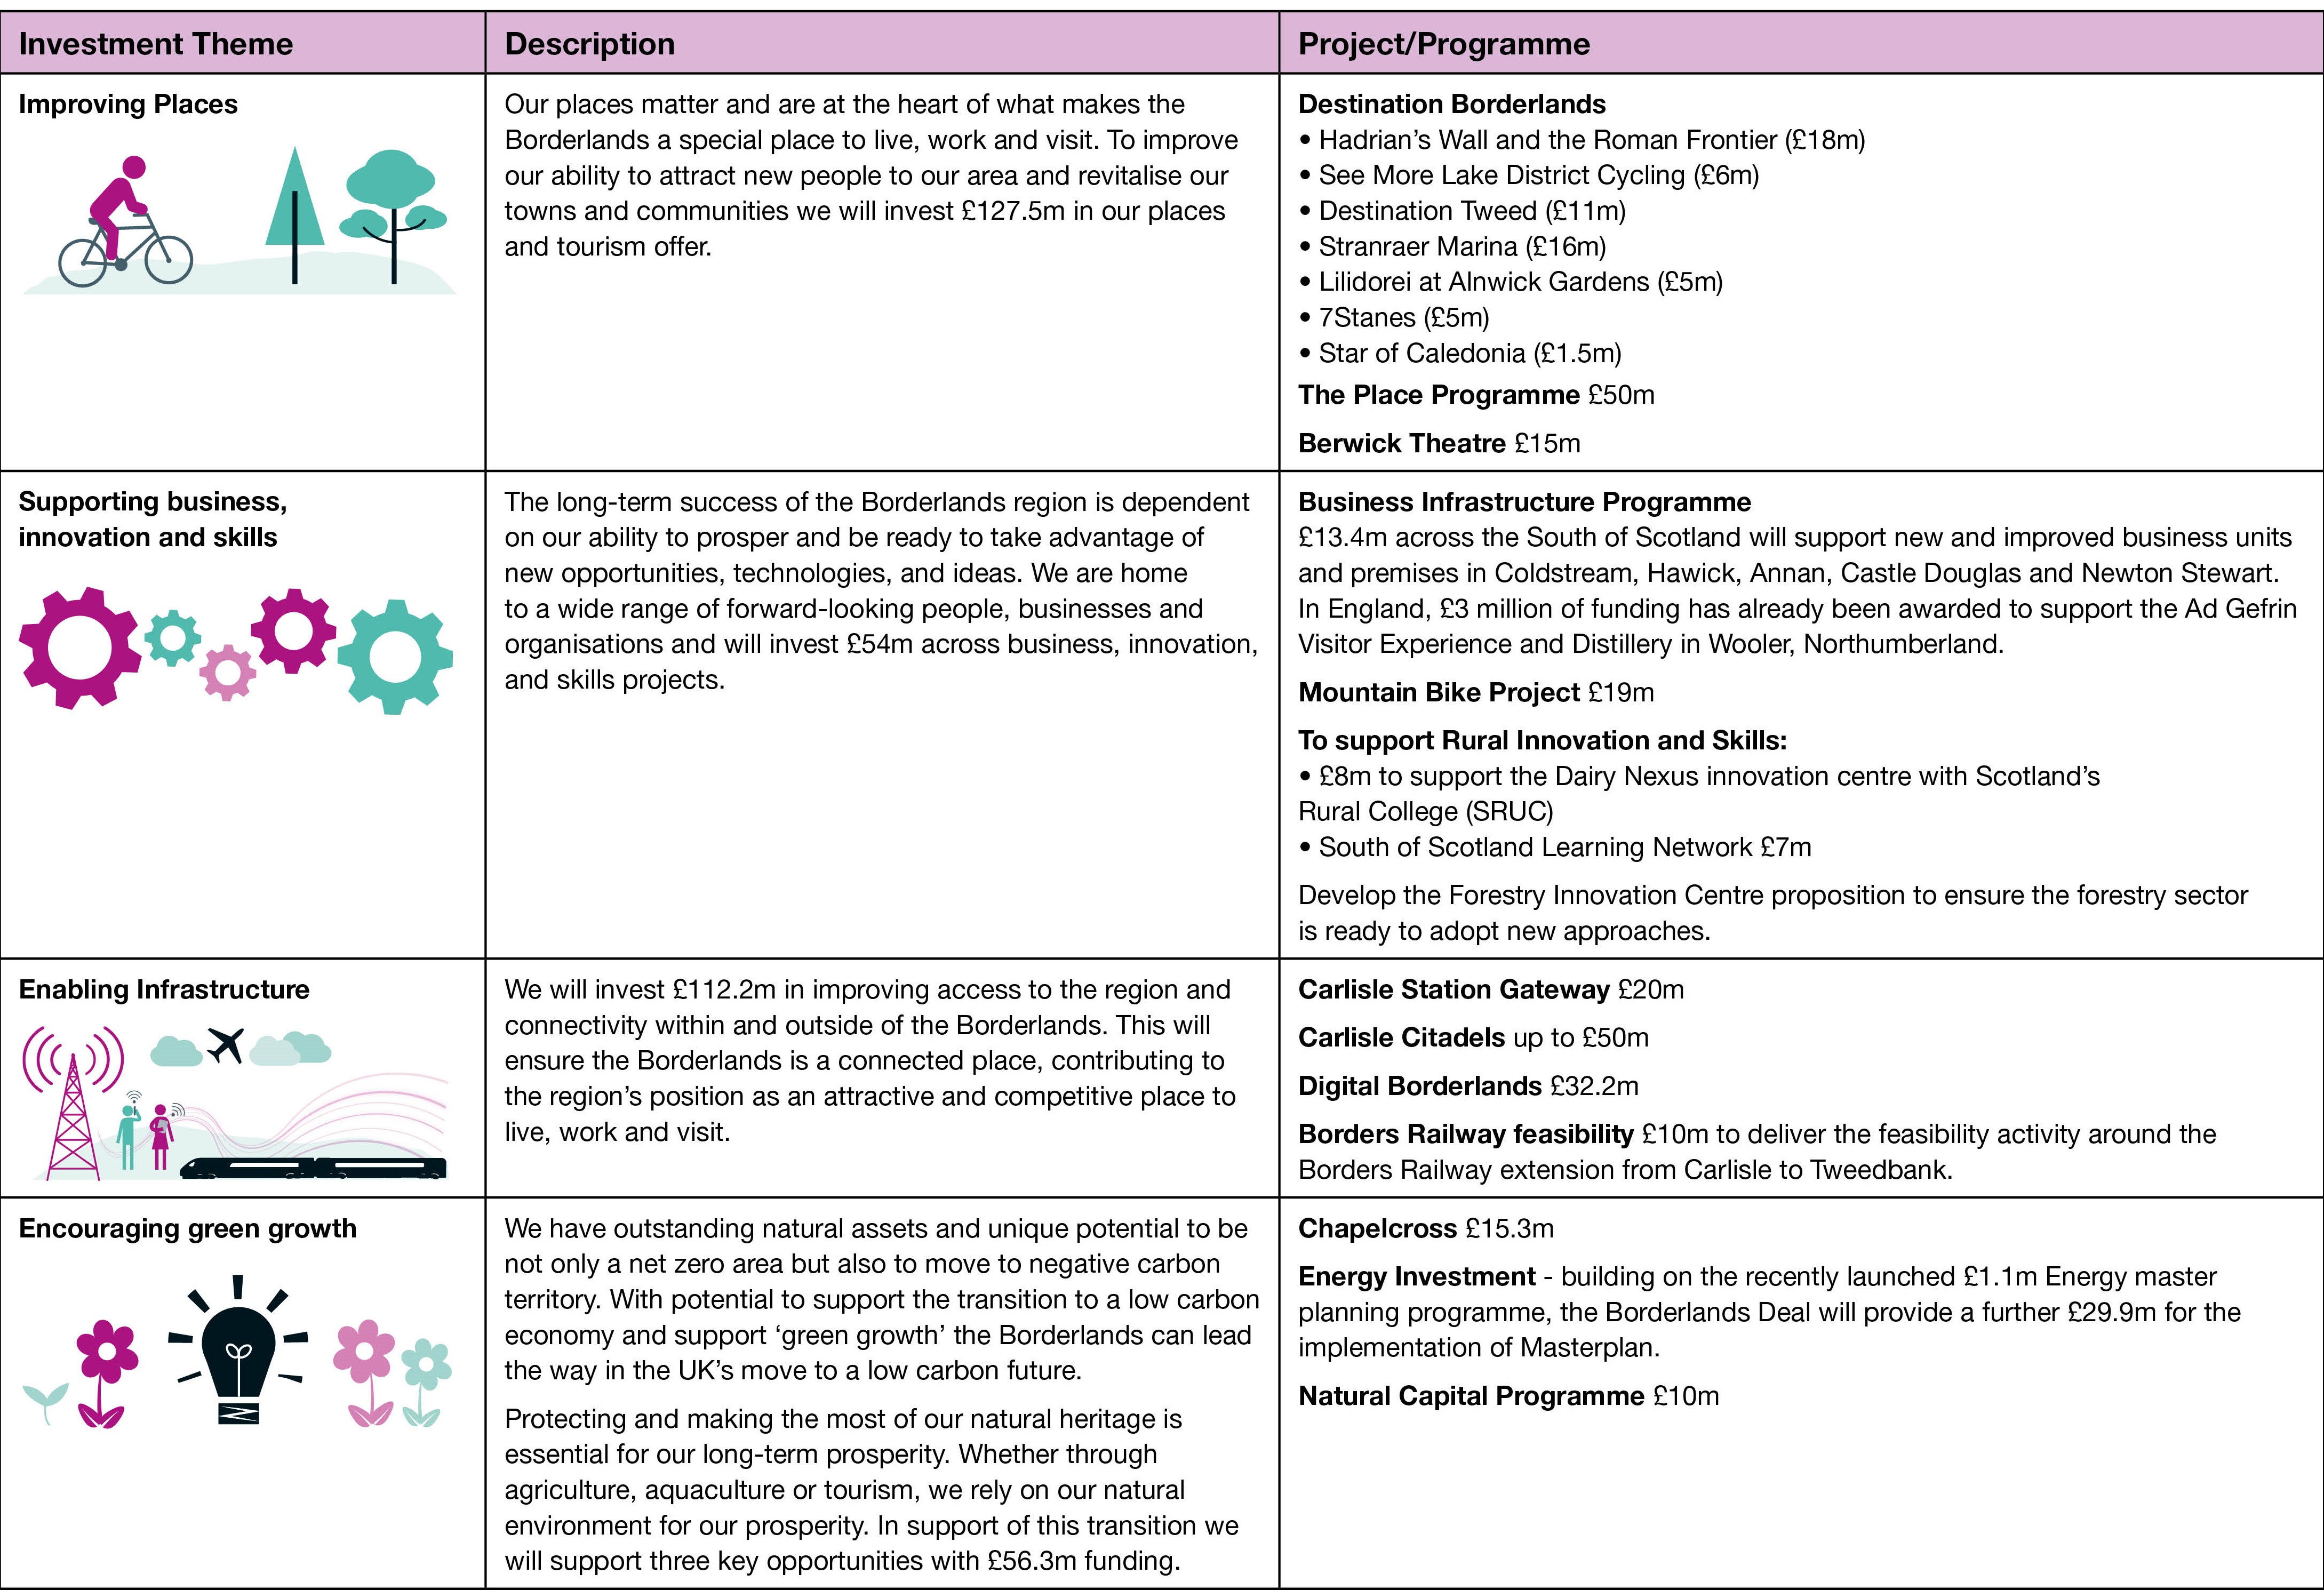 Investment Theme
Description
Project/Programme
Improving Places
Our places matter and are at the heart of what makes the
Borderlands a special place to live, work and visit. To improve
our ability to attract new people to our area and revitalise our
towns and communities we will invest £127.5m in our places
and tourism offer.
Destination Borderlands
• Hadrian’s Wall and the Roman Frontier (£18m)
• See More Lake District Cycling (£6m)
• Destination Tweed (£11m)
• Stranraer Marina (£16m)
• Lilidorei at Alnwick Gardens (£5m)
• 7Stanes (£5m)
• Star of Caledonia (£1.5m)
The Place Programme £50m
Berwick Theatre £15m
Supporting business,
innovation and skills
The long-term success of the Borderlands region is dependent
on our ability to prosper and be ready to take advantage of
new opportunities, technologies, and ideas. We are home
to a wide range of forward-looking people, businesses and
organisations and will invest £54m across business, innovation,
and skills projects.
Business Infrastructure Programme
£13.4m across the South of Scotland will support new and improved business units
and premises in Coldstream, Hawick, Annan, Castle Douglas and Newton Stewart.
In England, £3 million of funding has already been awarded to support the Ad Gefrin
Visitor Experience and Distillery in Wooler, Northumberland.
Mountain Bike Project £19m
To support Rural Innovation and Skills:
• £8m to support the Dairy Nexus innovation centre with Scotland’s
Rural College (SRUC)
• South of Scotland Learning Network £7m
Develop the Forestry Innovation Centre proposition to ensure the forestry sector
is ready to adopt new approaches.
Enabling Infrastructure
We will invest £112.2m in improving access to the region and
connectivity within and outside of the Borderlands. This will
ensure the Borderlands is a connected place, contributing to
the region’s position as an attractive and competitive place to
live, work and visit.
Carlisle Station Gateway £20m
Carlisle Citadels up to £50m
Digital Borderlands £32.2m
Borders Railway feasibility £10m to deliver the feasibility activity around the
Borders Railway extension from Carlisle to Tweedbank.
Encouraging green growth
We have outstanding natural assets and unique potential to be
not only a net zero area but also to move to negative carbon
territory. With potential to support the transition to a low carbon
economy and support ‘green growth’ the Borderlands can lead
the way in the UK’s move to a low carbon future.
Protecting and making the most of our natural heritage is
essential for our long-term prosperity. Whether through
agriculture, aquaculture or tourism, we rely on our natural
environment for our prosperity. In support of this transition we
will support three key opportunities with £56.3m funding.
Chapelcross £15.3m
Energy Investment - building on the recently launched £1.1m Energy master
planning programme, the Borderlands Deal will provide a further £29.9m for the
implementation of Masterplan.
Natural Capital Programme £10m